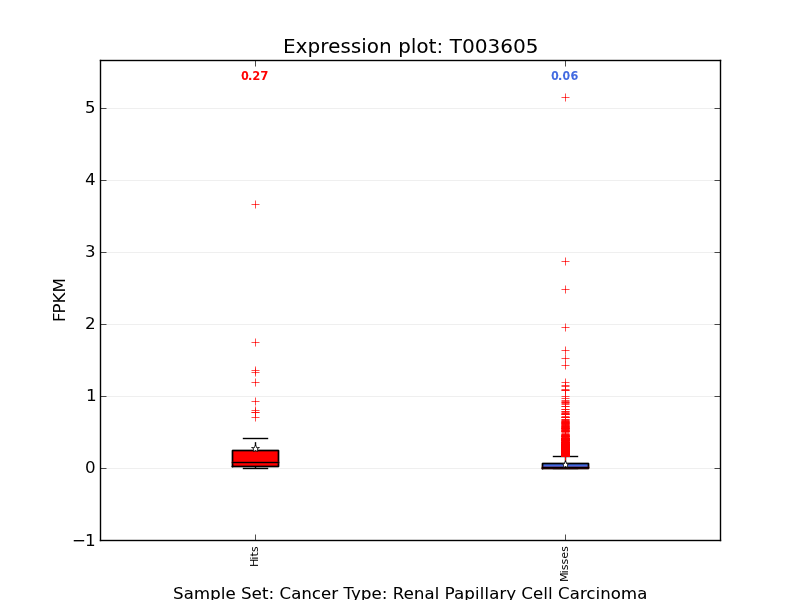 Expression plot: T003605
0.27
0.06
5
4
3
2
1
0
−1
FPKM
Hits
Misses
Sample Set: Cancer Type: Renal Papillary Cell Carcinoma